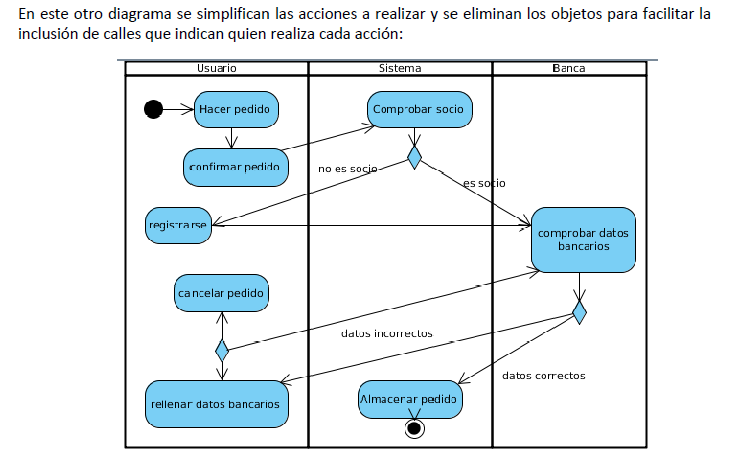 En este otro diagrama se simplifican las acciones a realizar y se eliminan los objetos para facilitar la
inclusión de calles que indican quien realiza cada acción:
Usuario
Sistema
Banca
Hacer pedido
Comprobar socio
confirmar pedido
no es socio
es socio
registrarse
comprobar datos
bancarios
cancelar pedido
datos incorrectos
datos correctos
rellenar datos bancarios
Almacenar pedido